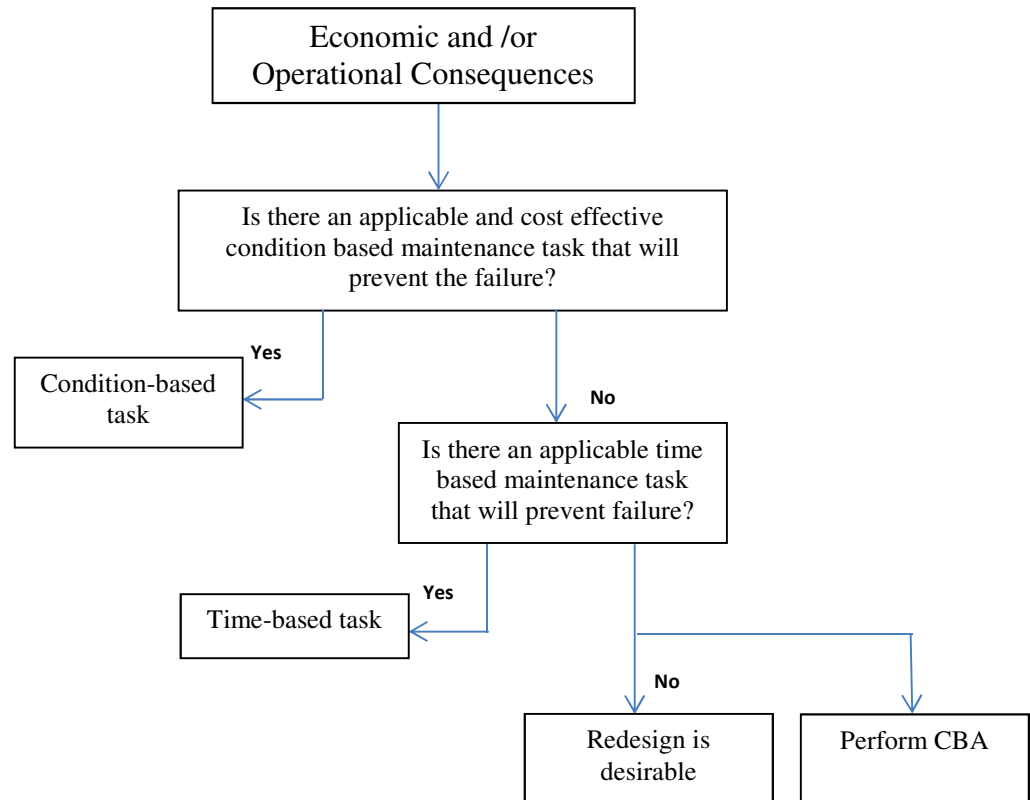 Economic and /or
Operational Consequences
Is there an applicable and cost effective
condition based maintenance task that will
prevent the failure?
Yes
Condition-based
task
No
Is there an applicable time
based maintenance task
that will prevent failure?
Yes
Time-based task
No
Redesign is
desirable
Perform CBA